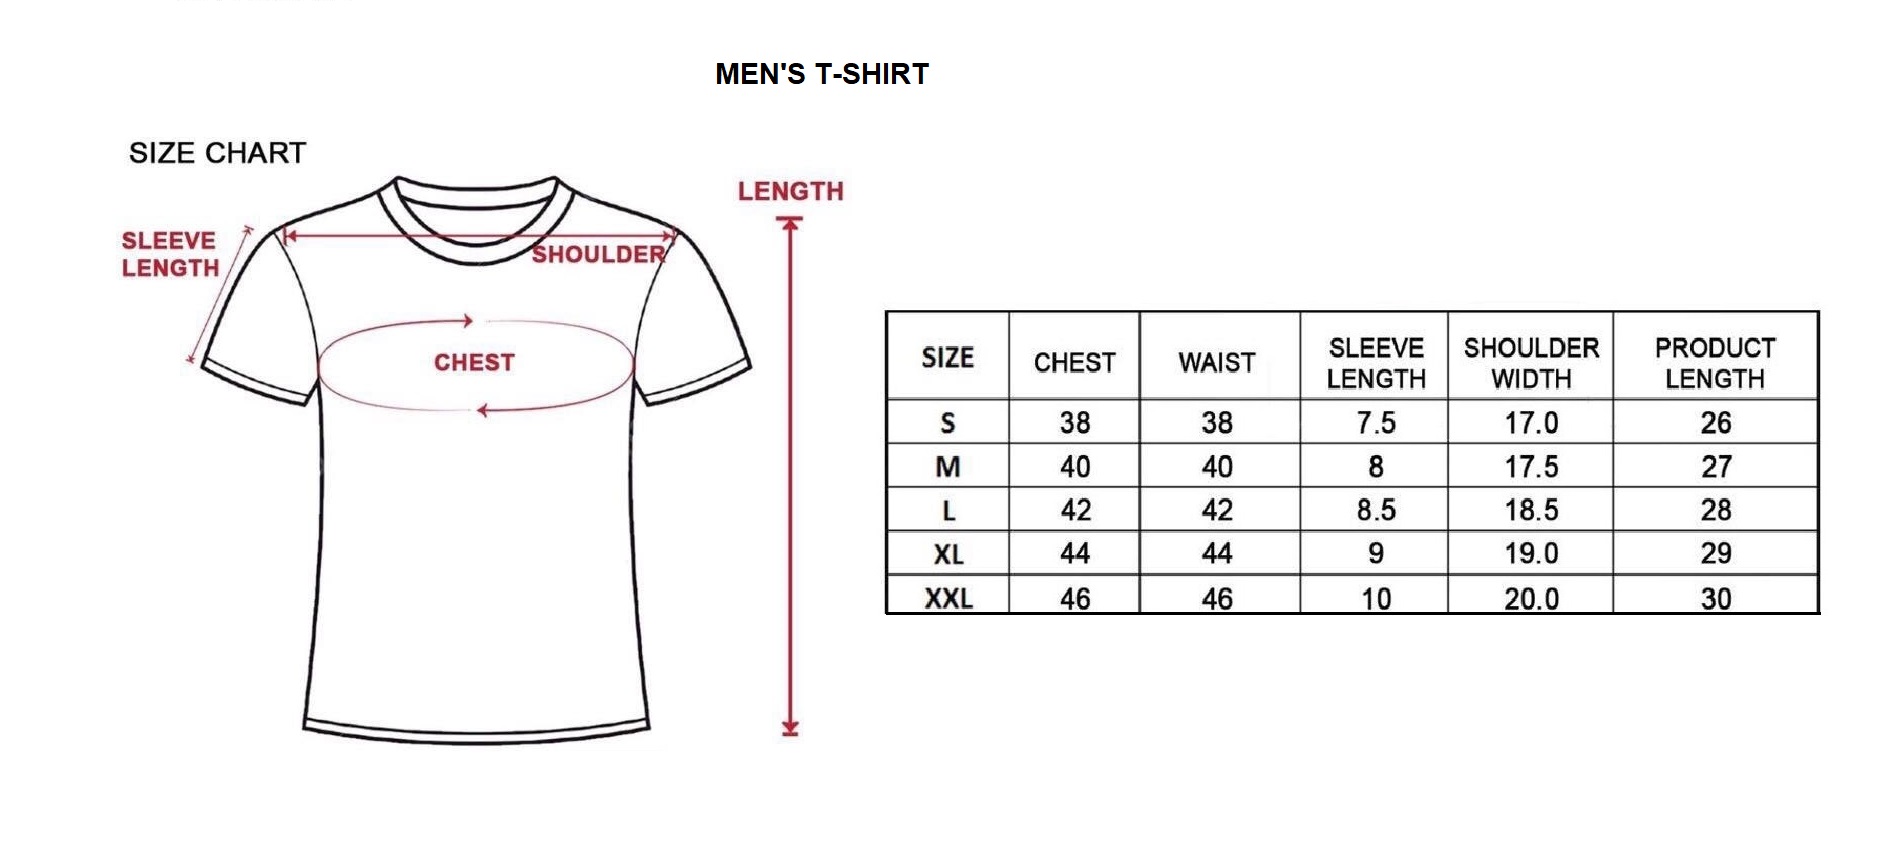 MEN'S T-SHIRT
SIZE CHART
SLEEVE
LENGTH
SHOULDER
CHEST
LENGTH
SIZE CHEST WAIST SLEEVE LENGTH SHOULDER WIDTH PRODUCT LENGTH
S 38 38 7.5 17.0 26
M 40 40 8 17.5 27
L 42 42 8.5 18.5 28
XL 44 44 9 19.0 29
XXL 46 46 10 20.0 30